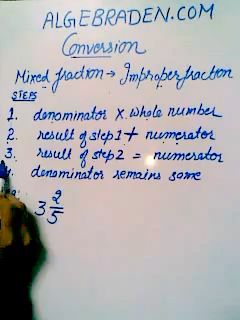 ALGEBRADEN.COM
Conversion
Mixed fraction → Improper fraction
STEPS
1. denominator X whole number
2. result of step 1 + numerator
3. result of step 2 = numerator
denominator remains same
3 2/5